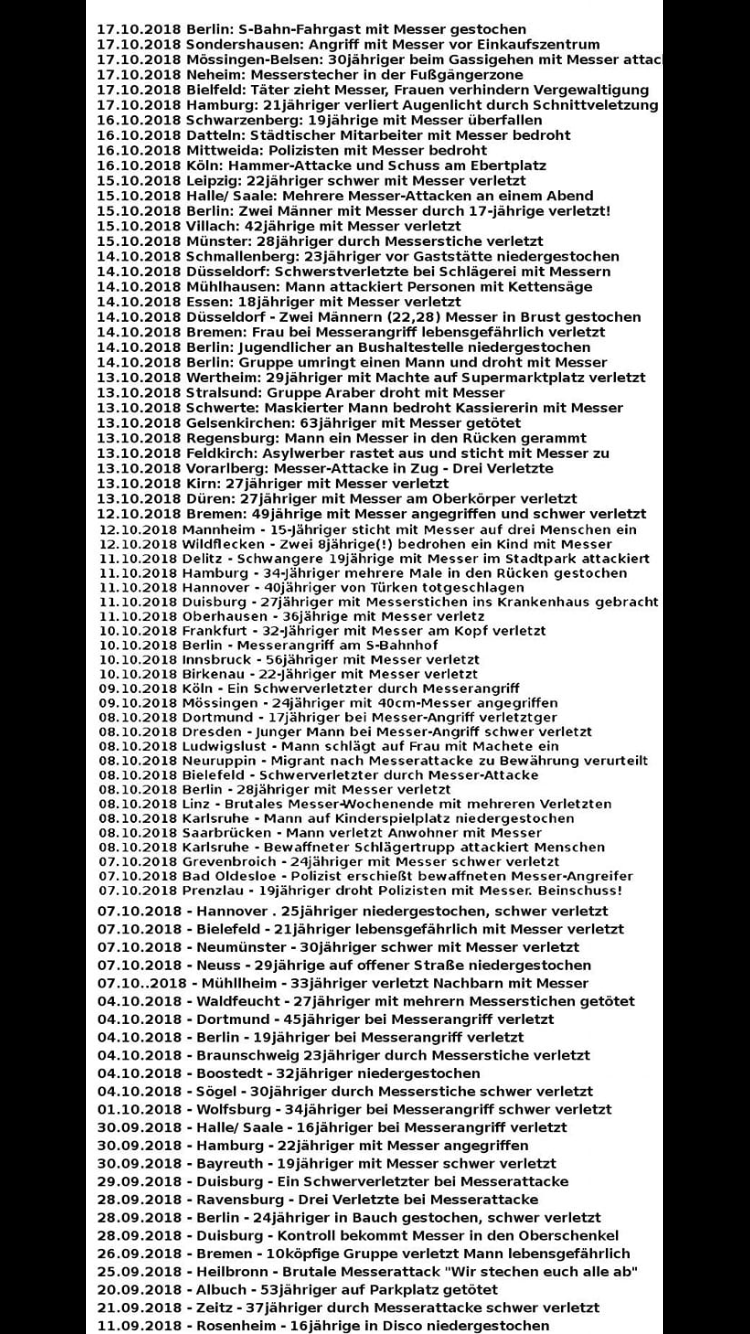 17.10.2018 Berlin: S-Bahn-Fahrgast mit Messer gestochen
17.10.2018 Sondershausen: Angriff mit Messer vor Einkaufszentrum
17.10.2018 Mössingen-Belsen: 30jähriger beim Gassigehen mit Messer attac
17.10.2018 Neheim: Messerstecher in der Fußgängerzone
17.10.2018 Bielfeld: Täter zieht Messer, Frauen verhindern Vergewaltigung
17.10.2018 Hamburg: 21jähriger verliert Augenlicht durch Schnittveletzung
16.10.2018 Schwarzenberg: 19jährige mit Messer überfallen
16.10.2018 Datteln: Städtischer Mitarbeiter mit Messer bedroht
16.10.2018 Mittweida: Polizisten mit Messer bedroht
16.10.2018 Köln: Hammer-Attacke und Schuss am Ebertplatz
15.10.2018 Leipzig: 22jähriger schwer mit Messer verletzt
15.10.2018 Halle/ Saale: Mehrere Messer-Attacken an einem Abend
15.10.2018 Berlin: Zwei Männer mit Messer durch 17-jährige verletzt!
15.10.2018 Villach: 42jährige mit Messer verletzt
15.10.2018 Münster: 28jähriger durch Messerstiche verletzt
14.10.2018 Schmallenberg: 23jähriger vor Gaststätte niedergestochen
14.10.2018 Düsseldorf: Schwerstverletzte bei Schlägerei mit Messern
14.10.2018 Mühlhausen: Mann attackiert Personen mit Kettensäge
14.10.2018 Essen: 18jähriger mit Messer verletzt
14.10.2018 Düsseldorf - Zwei Männern (22,28) Messer in Brust gestochen
14.10.2018 Bremen: Frau bei Messerangriff lebensgefährlich verletzt
14.10.2018 Berlin: Jugendlicher an Bushaltestelle niedergestochen
14.10.2018 Berlin: Gruppe umringt einen Mann und droht mit Messer
13.10.2018 Wertheim: 29jähriger mit Machte auf Supermarktplatz verletzt
13.10.2018 Stralsund: Gruppe Araber droht mit Messer
13.10.2018 Schwerte: Maskierter Mann bedroht Kassiererin mit Messer
13.10.2018 Gelsenkirchen: 63jähriger mit Messer getötet
13.10.2018 Regensburg: Mann ein Messer in den Rücken gerammt
13.10.2018 Feldkirch: Asylwerber rastet aus und sticht mit Messer zu
13.10.2018 Vorarlberg: Messer-Attacke in Zug - Drei Verletzte
13.10.2018 Kirn: 27jähriger mit Messer verletzt
13.10.2018 Düren: 27jähriger mit Messer am Oberkörper verletzt
12.10.2018 Bremen: 49jährige mit Messer angegriffen und schwer verletzt
12.10.2018 Mannheim - 15-Jähriger sticht mit Messer auf drei Menschen ein
12.10.2018 Wildflecken - Zwei 8jährige(!) bedrohen ein Kind mit Messer
11.10.2018 Delitz - Schwangere 19jährige mit Messer im Stadtpark attackiert
11.10.2018 Hamburg - 34-Jähriger mehrere Male in den Rücken gestochen
11.10.2018 Hannover - 40jähriger von Türken totgeschlagen
11.10.2018 Duisburg - 27jähriger mit Messerstichen ins Krankenhaus gebracht
11.10.2018 Oberhausen - 36jährige mit Messer verletz
10.10.2018 Frankfurt - 32-Jähriger mit Messer am Kopf verletzt
10.10.2018 Berlin - Messerangriff am S-Bahnhof
10.10.2018 Innsbruck - 56jähriger mit Messer verletzt
10.10.2018 Birkenau - 22-Jähriger mit Messer verletzt
09.10.2018 Köln - Ein Schwerverletzter durch Messerangriff
09.10.2018 Mössingen - 24jähriger mit 40cm-Messer angegriffen
08.10.2018 Dortmund - 17jähriger bei Messer-Angriff verletztger
08.10.2018 Dresden - Junger Mann bei Messer-Angriff schwer verletzt
08.10.2018 Ludwigslust - Mann schlägt auf Frau mit Machete ein
08.10.2018 Neuruppin - Migrant nach Messerattacke zu Bewährung verurteilt
08.10.2018 Bielefeld - Schwerverletzter durch Messer-Attacke
08.10.2018 Berlin - 28jähriger mit Messer verletzt
08.10.2018 Linz - Brutales Messer-Wochenende mit mehreren Verletzten
08.10.2018 Karlsruhe - Mann auf Kinderspielplatz niedergestochen
08.10.2018 Saarbrücken - Mann verletzt Anwohner mit Messer
08.10.2018 Karlsruhe - Bewaffneter Schlägertrupp attackiert Menschen
07.10.2018 Grevenbroich - 24jähriger mit Messer schwer verletzt
07.10.2018 Bad Oldesloe - Polizist erschießt bewaffneten Messer-Angreifer
07.10.2018 Prenzlau - 19jähriger droht Polizisten mit Messer. Beinschuss!
07.10.2018 - Hannover . 25jähriger niedergestochen, schwer verletzt
07.10.2018 - Bielefeld - 21jähriger lebensgefährlich mit Messer verletzt
07.10.2018 - Neumünster - 30jähriger schwer mit Messer verletzt
07.10.2018 - Neuss - 29jährige auf offener Straße niedergestochen
07.10..2018 - Mühllheim - 33jähriger verletzt Nachbarn mit Messer
04.10.2018 - Waldfeucht - 27jähriger mit mehrern Messerstichen getötet
04.10.2018 - Dortmund - 45jähriger bei Messerangriff verletzt
04.10.2018 - Berlin - 19jähriger bei Messerangriff verletzt
04.10.2018 - Braunschweig 23jähriger durch Messerstiche verletzt
04.10.2018 - Boostedt - 32jähriger niedergestochen
04.10.2018 - Sögel - 30jähriger durch Messerstiche schwer verletzt
01.10.2018 - Wolfsburg - 34jähriger bei Messerangriff schwer verletzt
30.09.2018 - Halle/ Saale - 16jähriger bei Messerangriff verletzt
30.09.2018 - Hamburg - 22jähriger mit Messer angegriffen
30.09.2018 - Bayreuth - 19jähriger mit Messer schwer verletzt
29.09.2018 - Duisburg - Ein Schwerverletzter bei Messerattacke
28.09.2018 - Ravensburg - Drei Verletzte bei Messerattacke
28.09.2018 - Berlin - 24jähriger in Bauch gestochen, schwer verletzt
28.09.2018 - Duisburg - Kontroll bekommt Messer in den Oberschenkel
26.09.2018 - Bremen - 10köpfige Gruppe verletzt Mann lebensgefährlich
25.09.2018 - Heilbronn - Brutale Messerattack "Wir stechen euch alle ab"
20.09.2018 - Albuch - 53jähriger auf Parkplatz getötet
21.09.2018 - Zeitz - 37jähriger durch Messerattacke schwer verletzt
11.09.2018 - Rosenheim - 16jährige in Disco niedergestochen